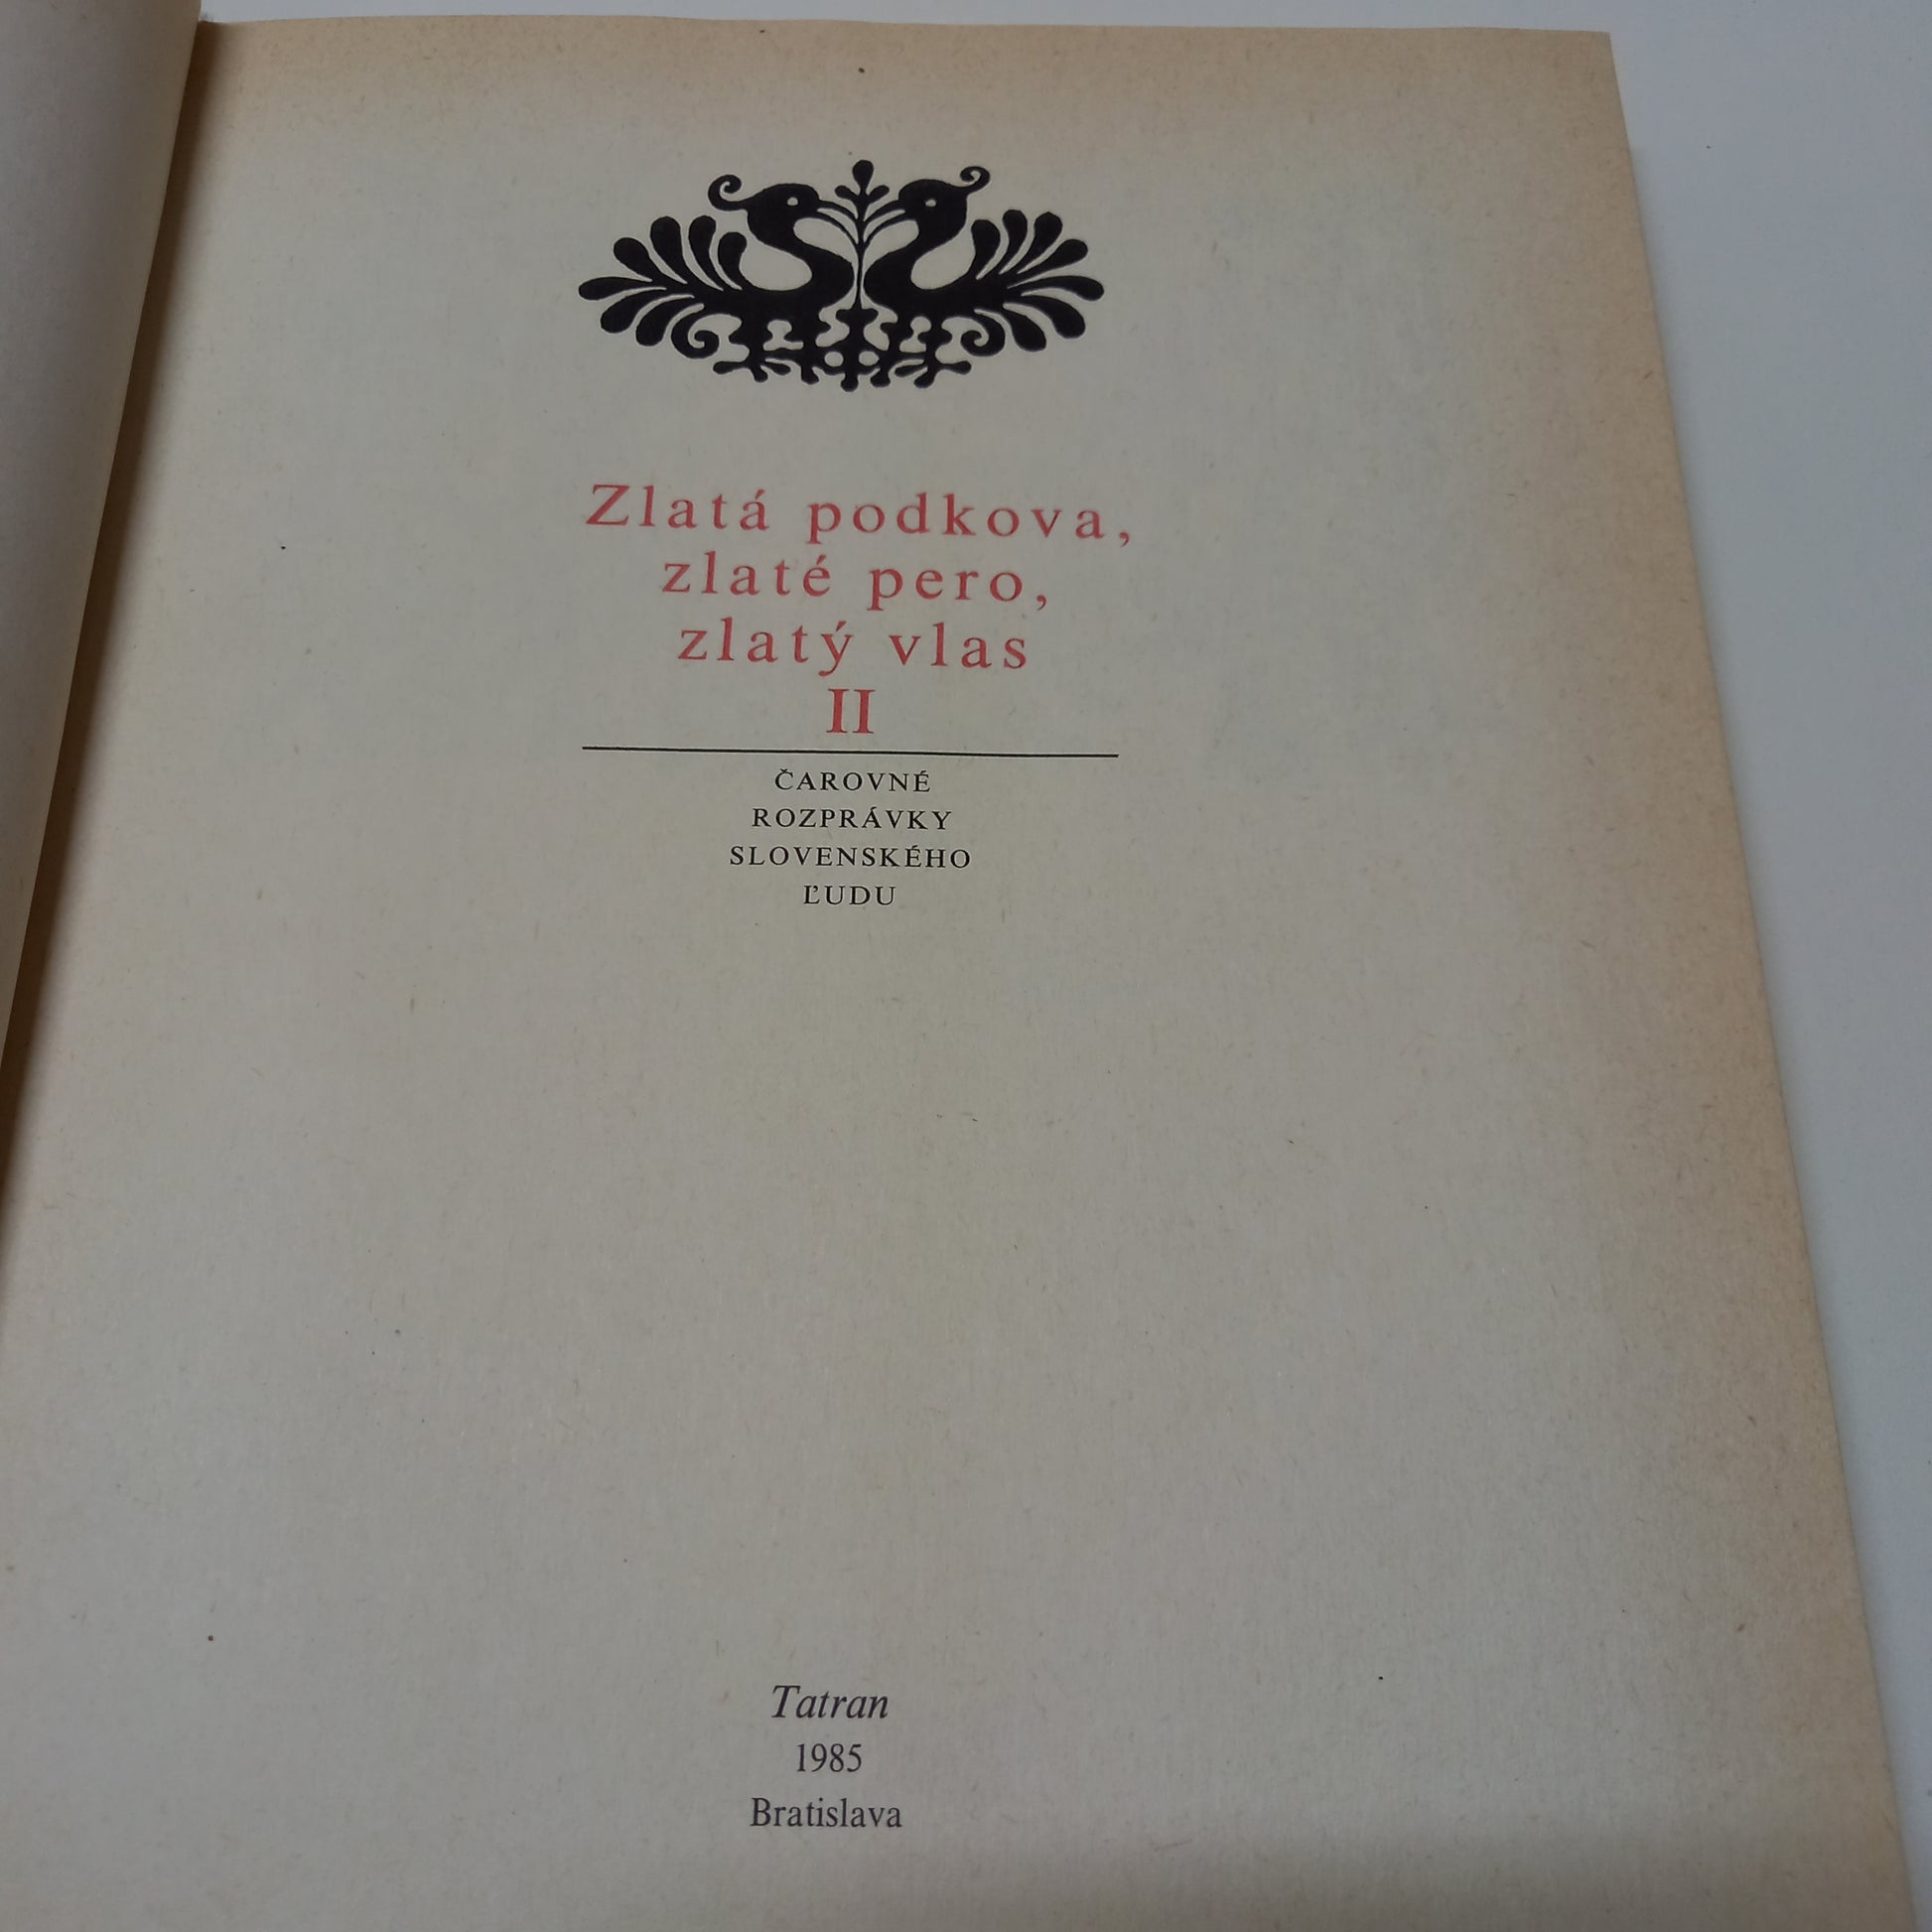 Zlatá podkova,
zlaté pero,
zlatý vlas
II
ČAROVNÉ
ROZPRÁVKY
SLOVENSKÉHO
ĽUDU
Tatran
1985
Bratislava